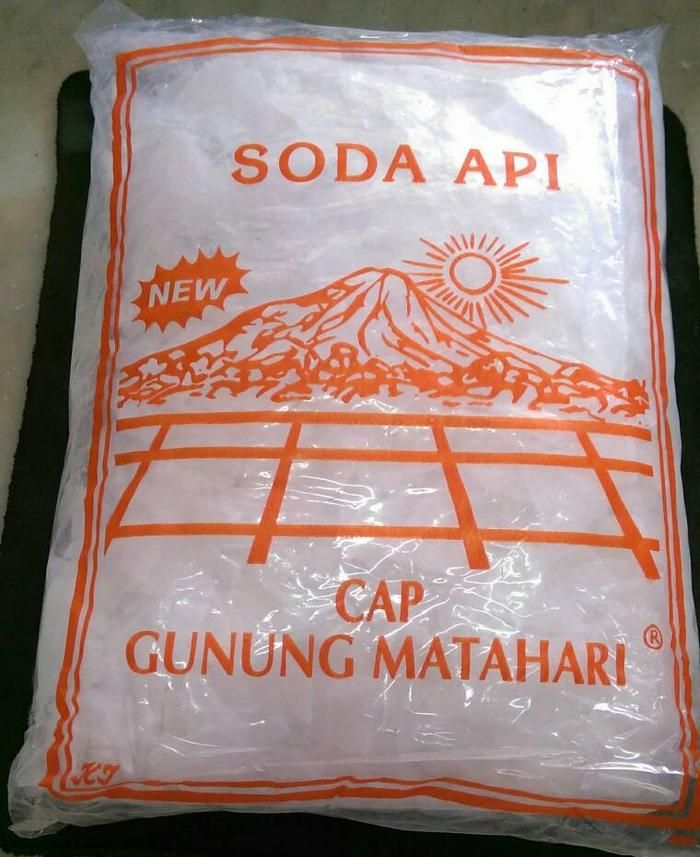 SODA API
NEW
CAP
GUNUNG MATAHARI ®